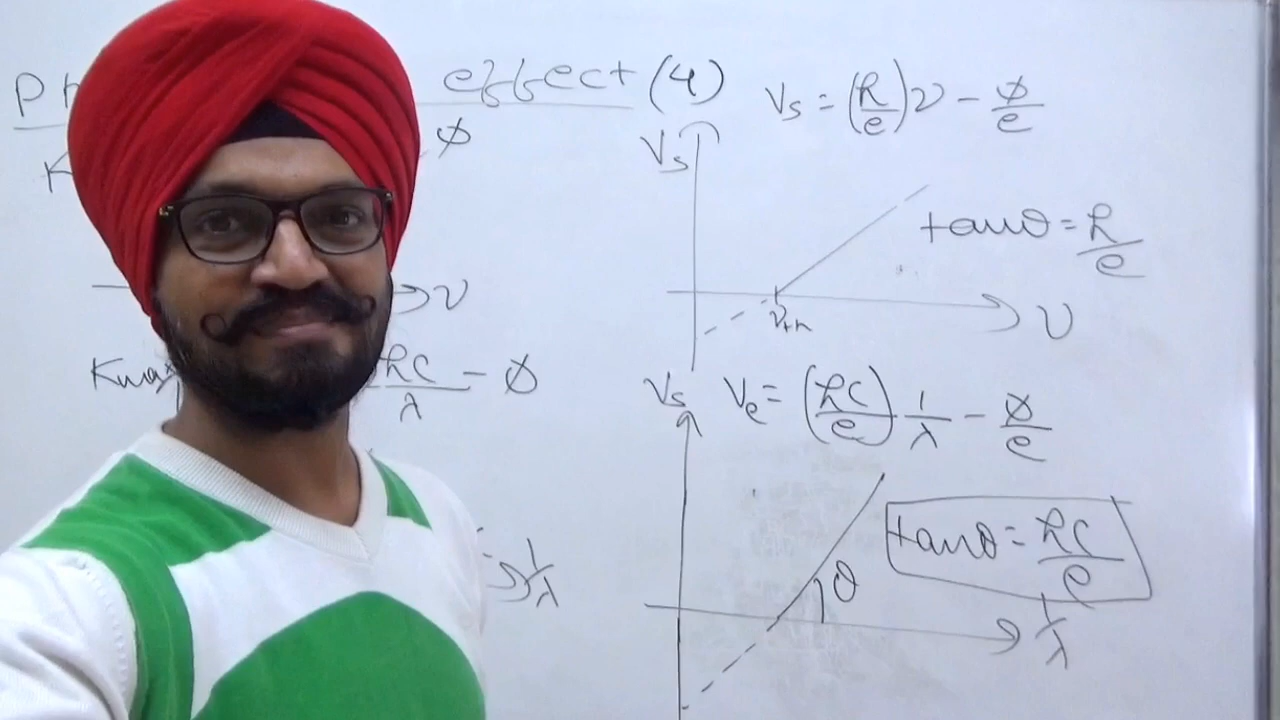 effect (4)
Vs = (h/e)ν - ϕ/e
ϕ
Vs
tanθ = h/e
ν
νth
ν
hc/λ - ϕ
Vs
Ve = (hc/e) 1/λ - ϕ/e
tanθ = hc/e
1/λ
θ
1/λ